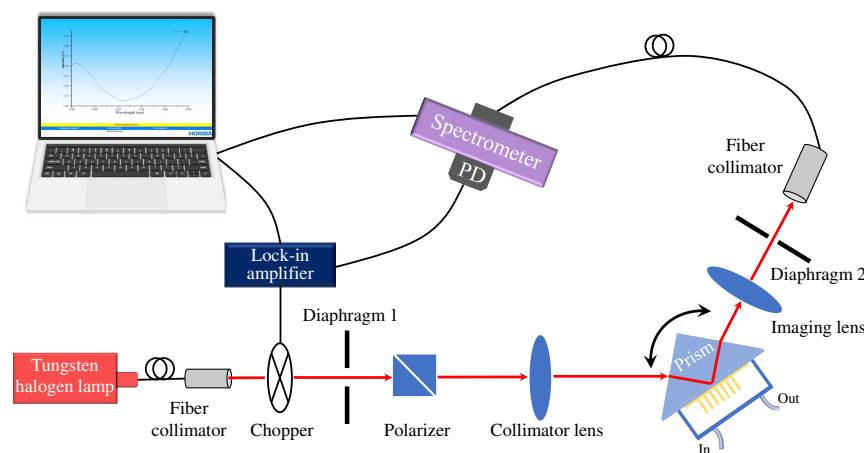 Wavelength (nm)
HORIBA
Spectrometer
PD
Fiber
collimator
Lock-in
amplifier
Diaphragm 1
Diaphragm 2
Imaging lens
Prism
Tungsten
halogen lamp
Fiber
collimator
Chopper
Polarizer
Collimator lens
Out
In